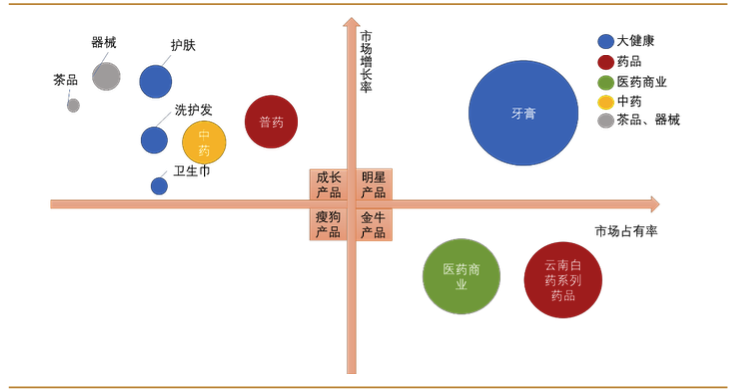 器械
护肤
茶品
洗护发
中
药
普药
卫生巾
市
场
增
长
率
牙膏
大健康
药品
医药商业
中药
茶品、器械
成长
产品
明星
产品
瘦狗
产品
金牛
产品
市场占有率
医药商
业
云南白
药系列
药品